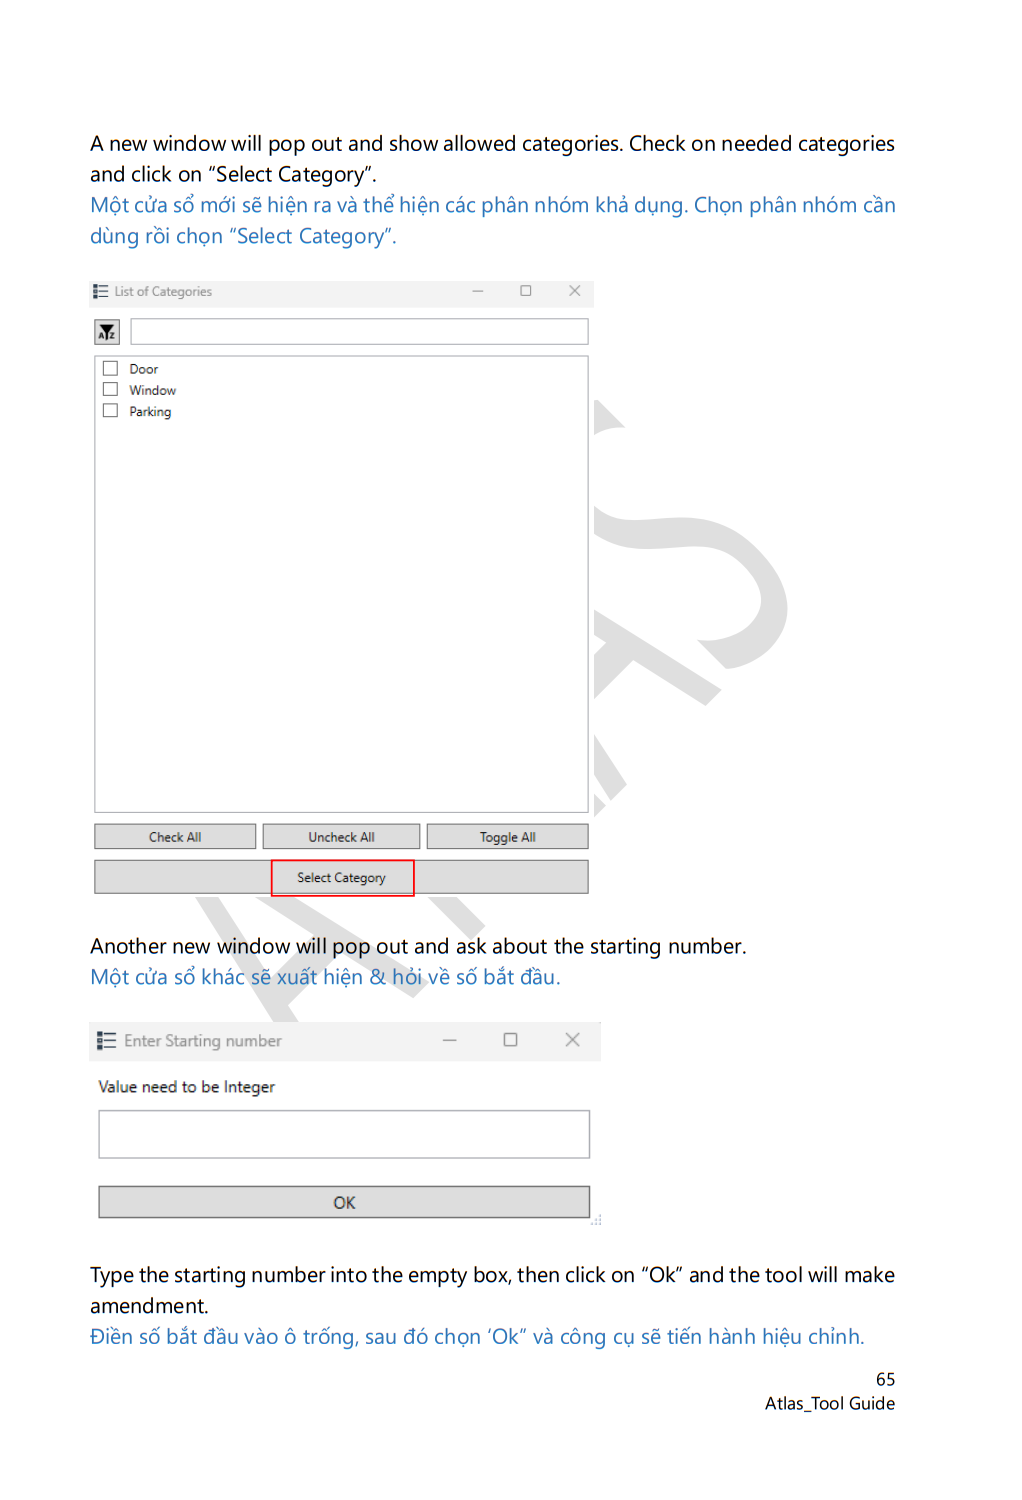 A new window will pop out and show allowed categories. Check on needed categories
and click on “Select Category”.
Một cửa sổ mới sẽ hiện ra và thể hiện các phân nhóm khả dụng. Chọn phân nhóm cần
dùng rồi chọn “Select Category”.
List of Categories
AZ
Door
Window
Parking
Check All Uncheck All Toggle All
Select Category
Another new window will pop out and ask about the starting number.
Một cửa sổ khác sẽ xuất hiện & hỏi về số bắt đầu.
Enter Starting number
Value need to be Integer
OK
Type the starting number into the empty box, then click on “Ok” and the tool will make
amendment.
Điền số bắt đầu vào ô trống, sau đó chọn ‘Ok” và công cụ sẽ tiến hành hiệu chỉnh.
65
Atlas_Tool Guide